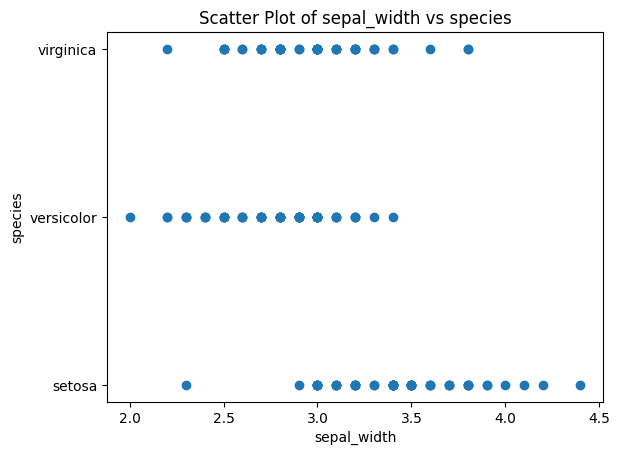 Scatter Plot of sepal_width vs species
virginica
versicolor
setosa
species
2.0 2.5 3.0 3.5 4.0 4.5
sepal_width